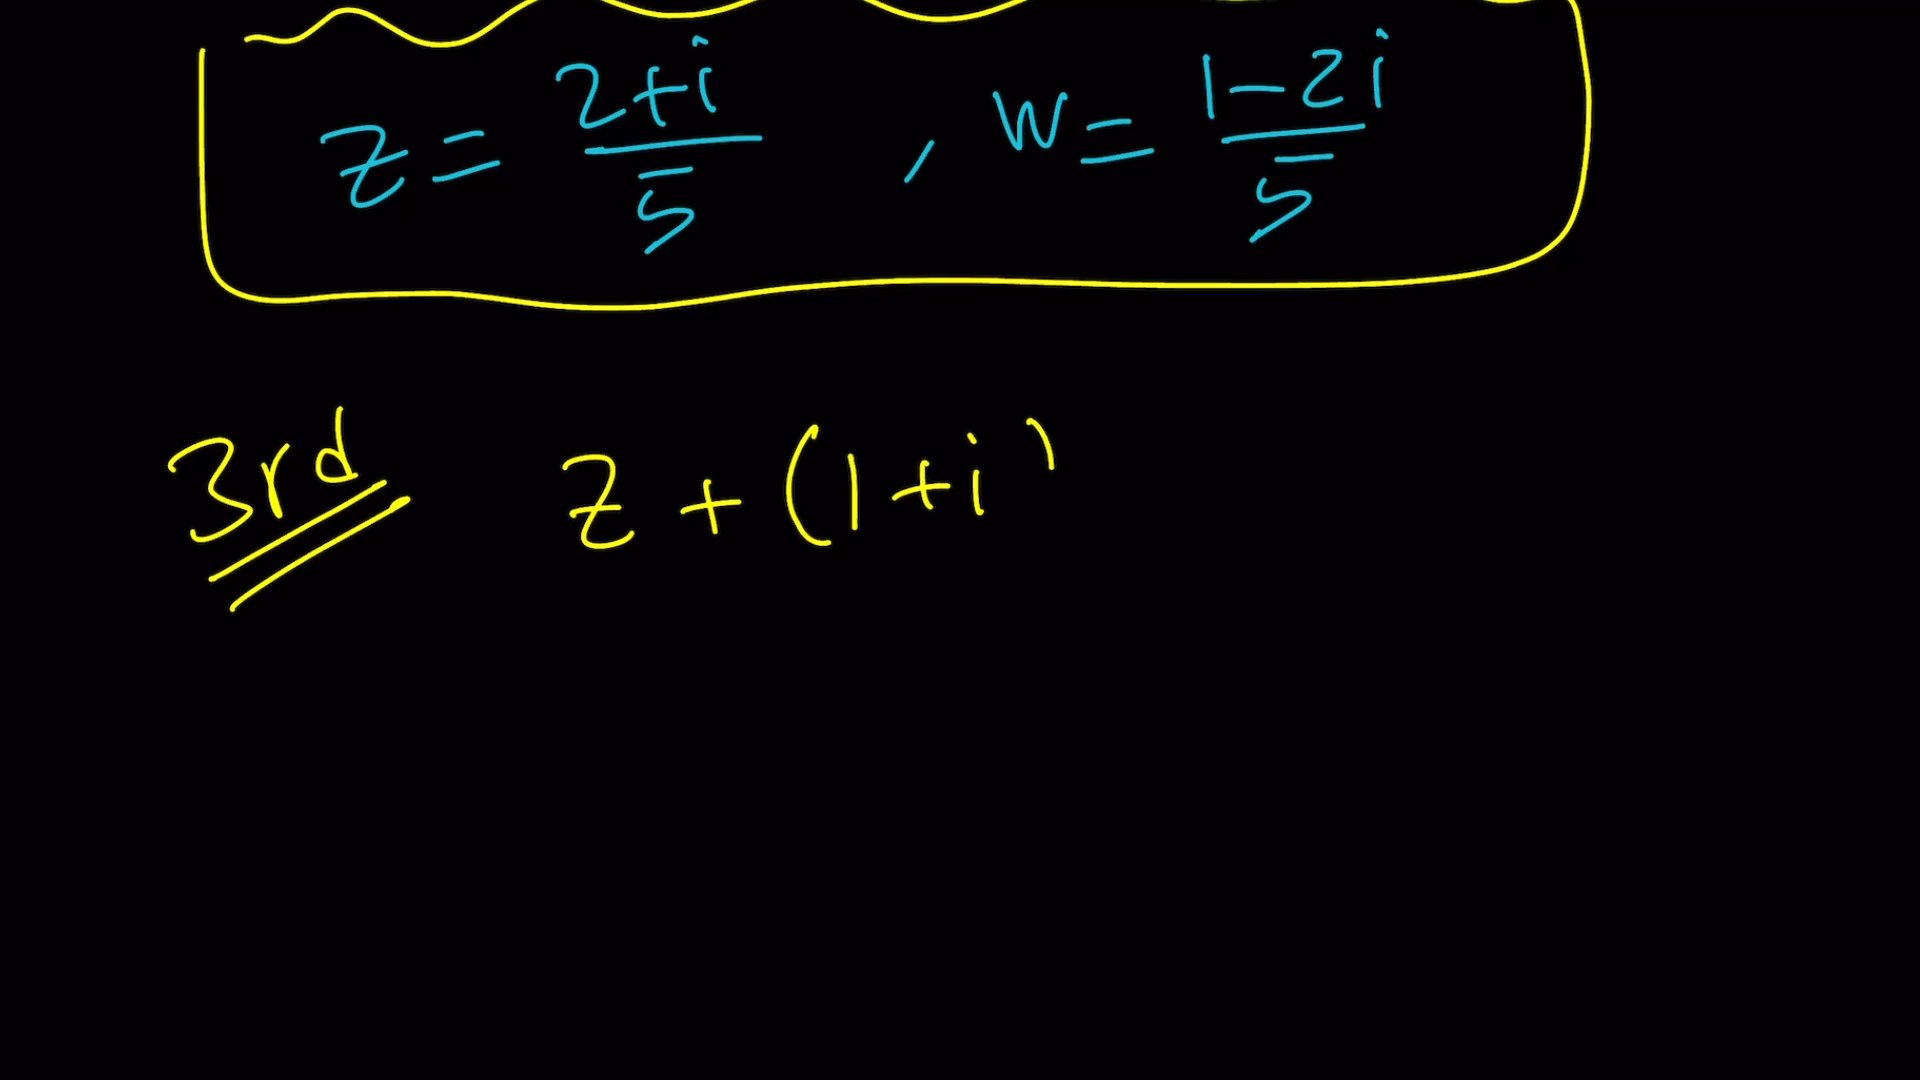 z = 2+i / 5 , w = 1-2i / 5
3rd z + (1+i)